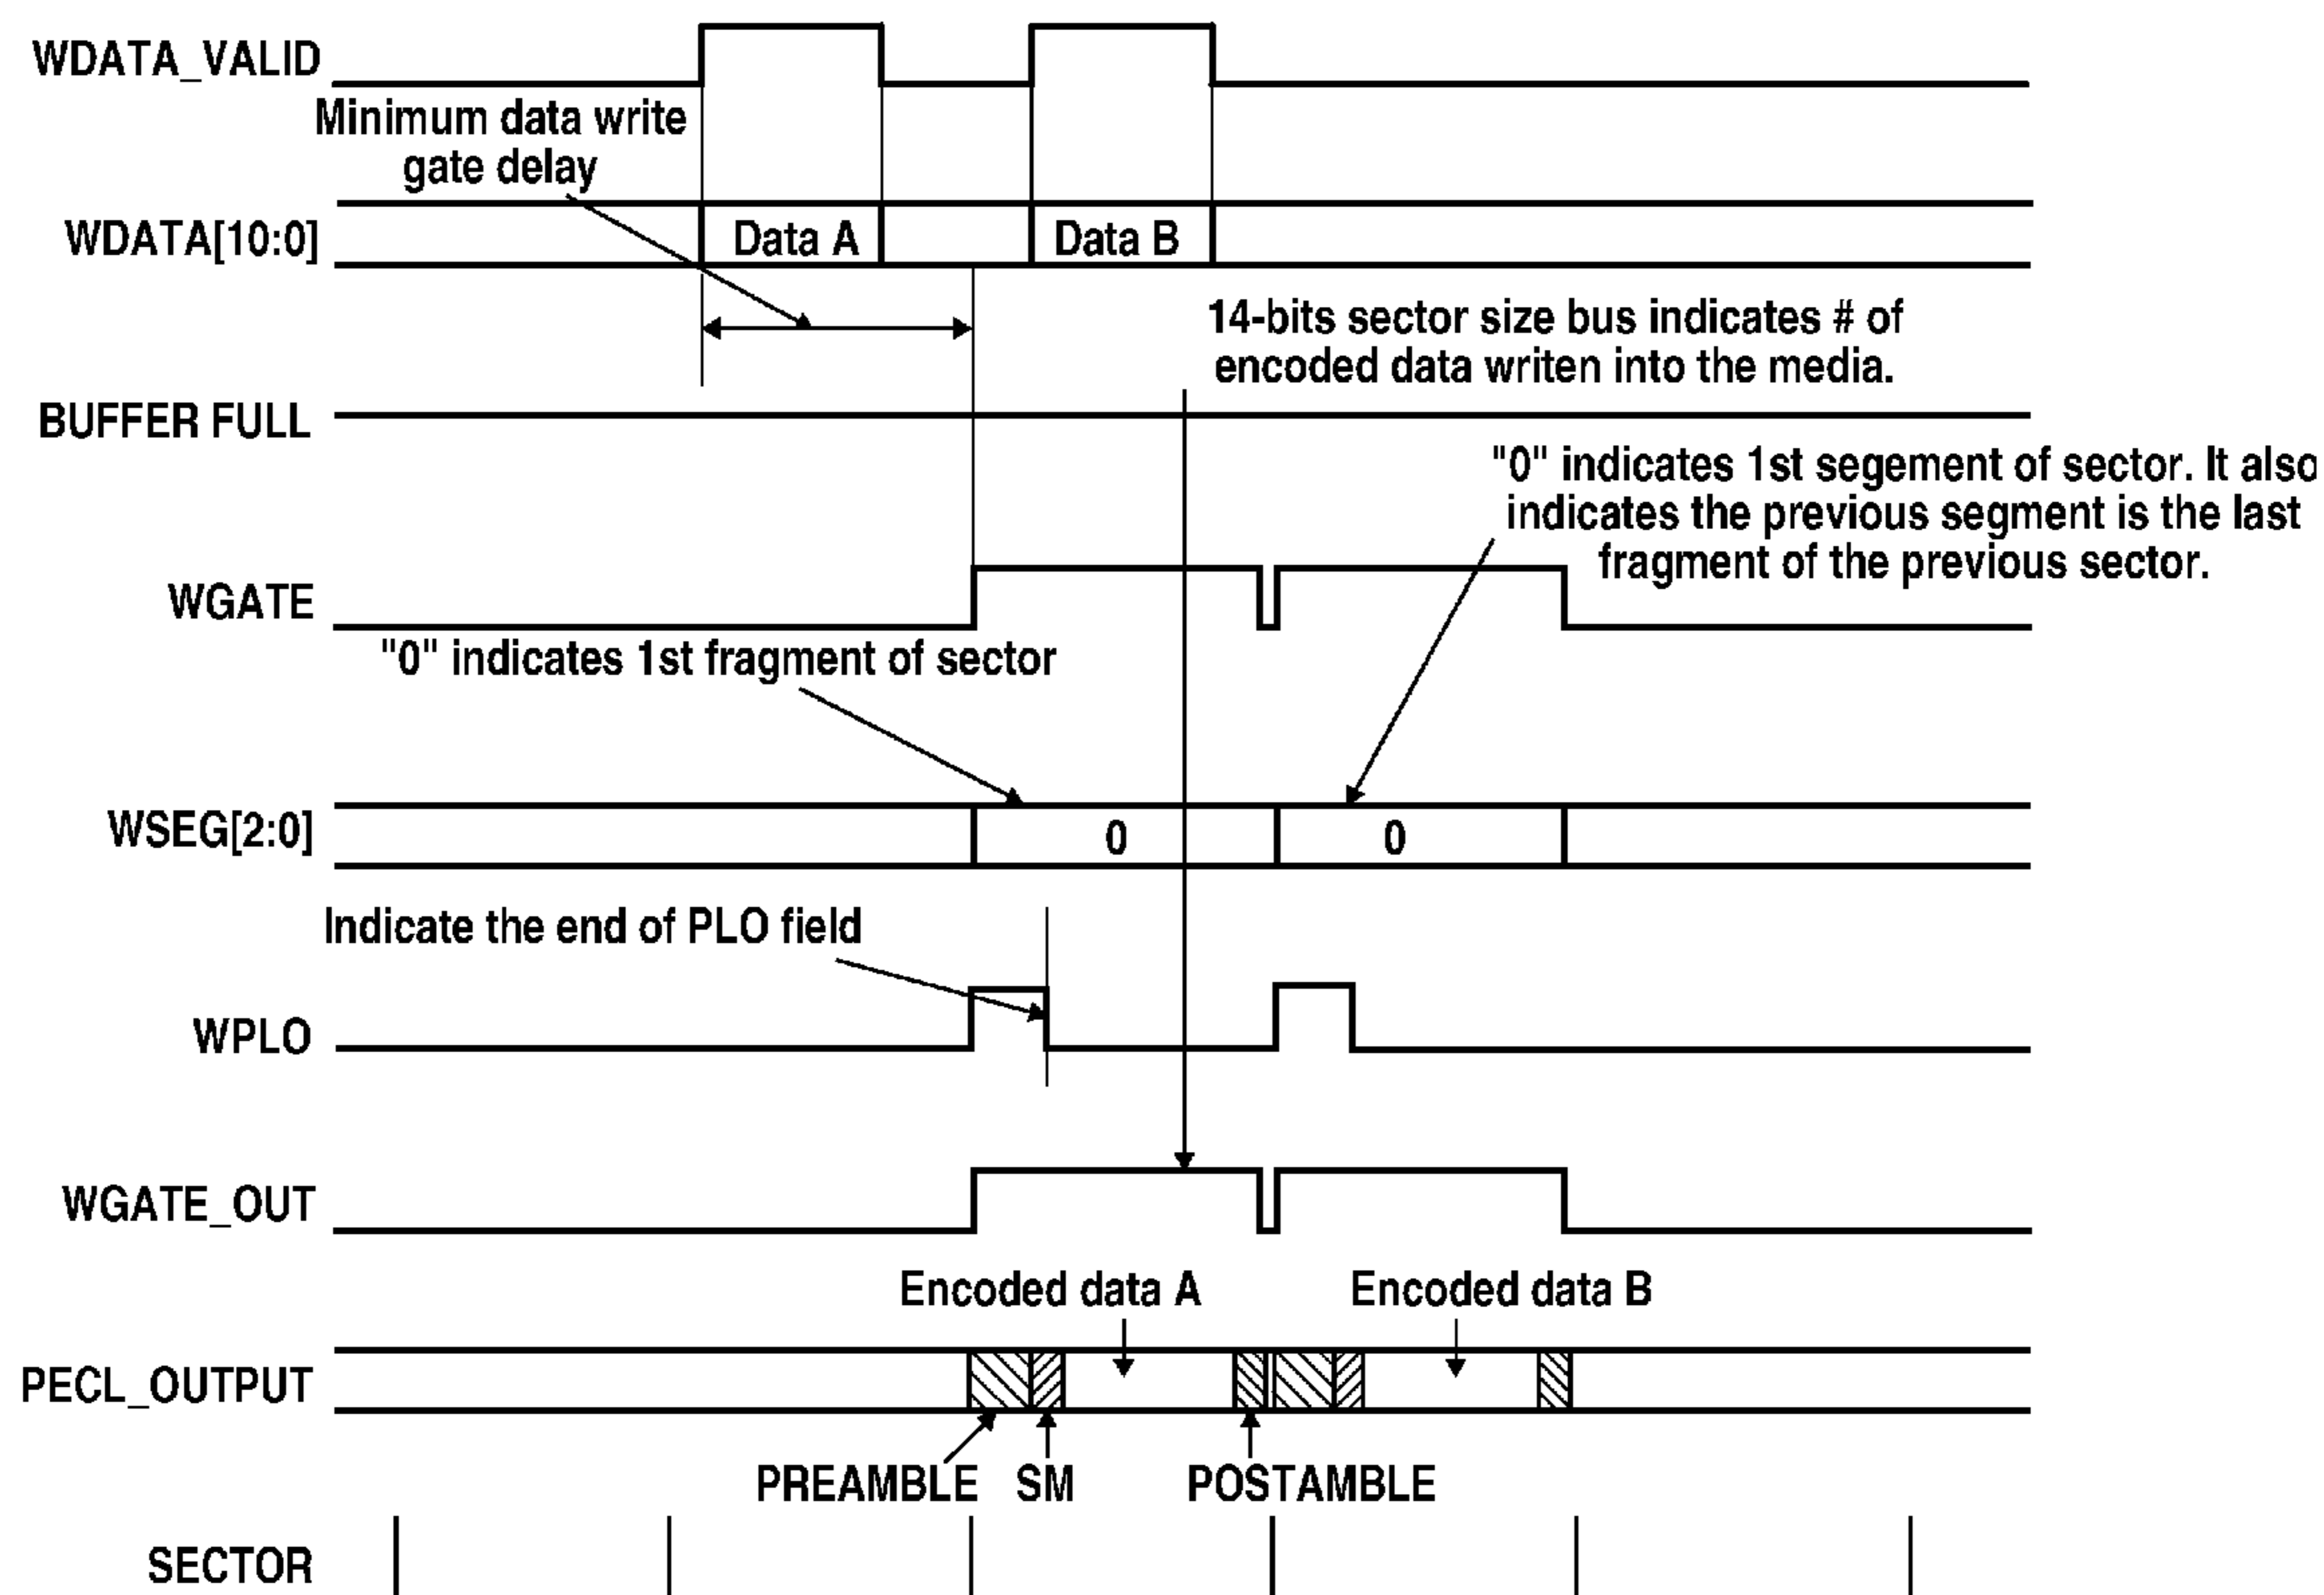 WDATA_VALID
Minimum data write
gate delay
WDATA[10:0]
Data A
Data B
14-bits sector size bus indicates # of
encoded data writen into the media.
BUFFER FULL
"0" indicates 1st segement of sector. It also
indicates the previous segment is the last
fragment of the previous sector.
WGATE
"0" indicates 1st fragment of sector
WSEG[2:0]
0
0
Indicate the end of PLO field
WPLO
WGATE_OUT
Encoded data A
Encoded data B
PECL_OUTPUT
PREAMBLE
SM
POSTAMBLE
SECTOR